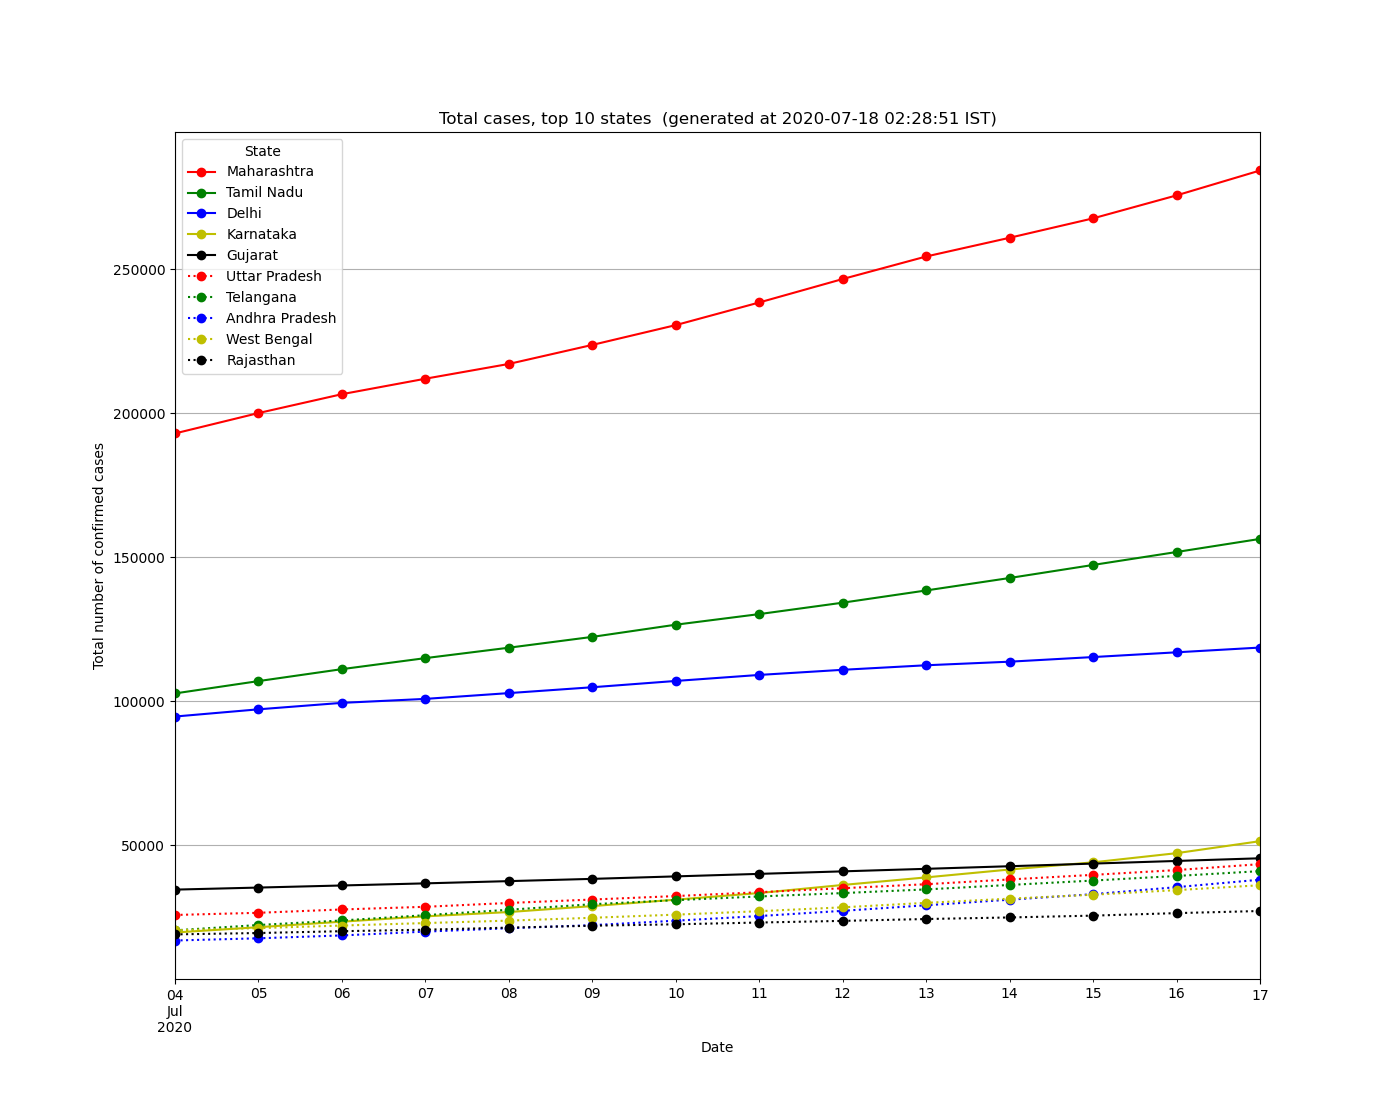 Total cases, top 10 states  (generated at 2020-07-18 02:28:51 IST)
State
Maharashtra
Tamil Nadu
Delhi
Karnataka
Gujarat
Uttar Pradesh
Telangana
Andhra Pradesh
West Bengal
Rajasthan
250000
200000
150000
100000
50000
Total number of confirmed cases
04 05 06 07 08 09 10 11 12 13 14 15 16 17
Jul
2020
Date